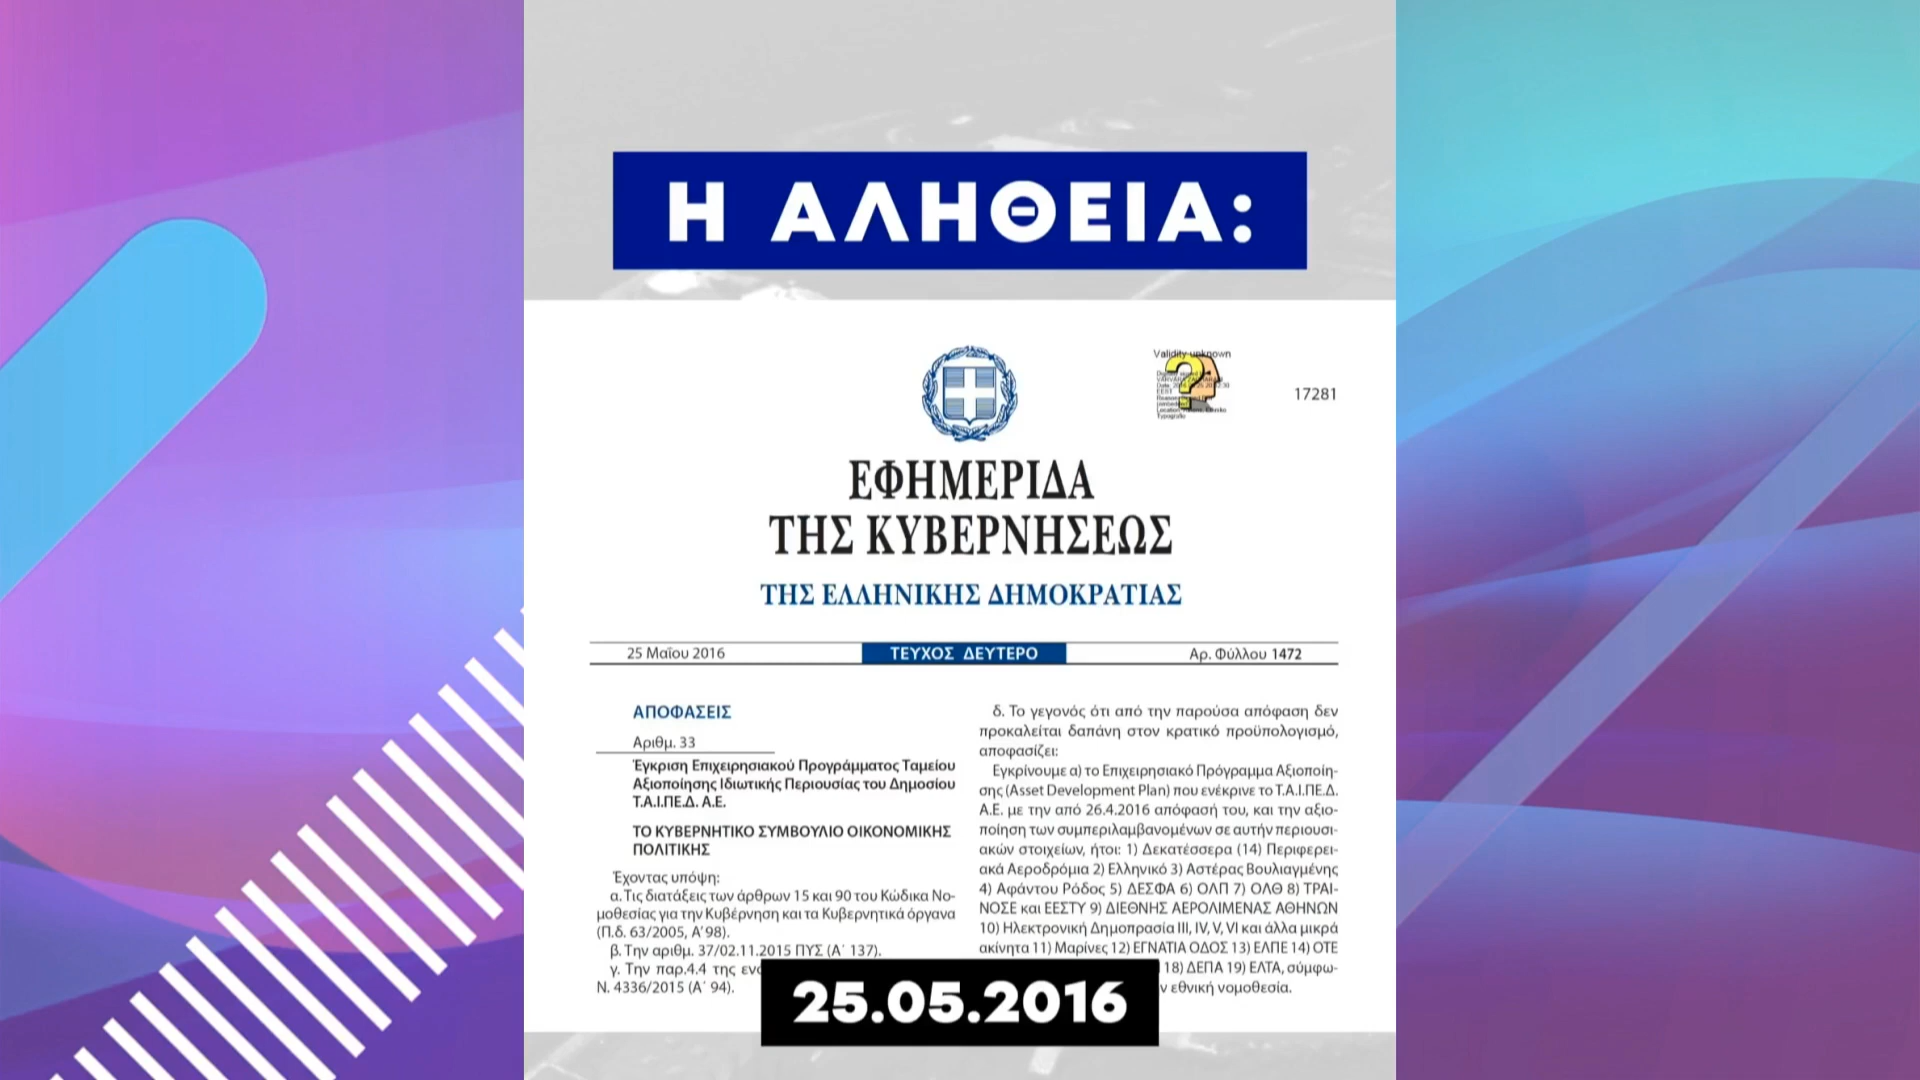 Η ΑΛΗΘΕΙΑ:
Validity unknown
17281
ΕΦΗΜΕΡΙΔΑ
ΤΗΣ ΚΥΒΕΡΝΗΣΕΩΣ
ΤΗΣ ΕΛΛΗΝΙΚΗΣ ΔΗΜΟΚΡΑΤΙΑΣ
25 Μαΐου 2016
ΤΕΥΧΟΣ ΔΕΥΤΕΡΟ
Αρ. Φύλλου 1472
ΑΠΟΦΑΣΕΙΣ
Αριθμ. 33
Έγκριση Επιχειρησιακού Προγράμματος Ταμείου
Αξιοποίησης Ιδιωτικής Περιουσίας του Δημοσίου
Τ.Α.Ι.ΠΕ.Δ. Α.Ε.
ΤΟ ΚΥΒΕΡΝΗΤΙΚΟ ΣΥΜΒΟΥΛΙΟ ΟΙΚΟΝΟΜΙΚΗΣ
ΠΟΛΙΤΙΚΗΣ
Έχοντας υπόψη:
α. Τις διατάξεις των άρθρων 15 και 90 του Κώδικα Νο-
μοθεσίας για την Κυβέρνηση και τα Κυβερνητικά όργανα
(Π.δ. 63/2005, Α' 98).
β. Την αριθμ. 37/02.11.2015 ΠΥΣ (Α΄ 137).
γ. Την παρ.4.4 της
Ν. 4336/2015 (Α΄ 94).
δ. Το γεγονός ότι από την παρούσα απόφαση δεν
προκαλείται δαπάνη στον κρατικό προϋπολογισμό,
αποφασίζει:
Εγκρίνουμε α) το Επιχειρησιακό Πρόγραμμα Αξιοποίη-
σης (Asset Development Plan) που ενέκρινε το Τ.Α.Ι.ΠΕ.Δ.
Α.Ε. με την από 26.4.2016 απόφασή του, και την αξιο-
ποίηση των συμπεριλαμβανομένων σε αυτήν περιουσι-
ακών στοιχείων, ήτοι: 1) Δεκατέσσερα (14) Περιφερει-
ακά Αεροδρόμια 2) Ελληνικό 3) Αστέρας Βουλιαγμένης
4) Αφάντου Ρόδος 5) ΔΕΣΦΑ 6) ΟΛΠ 7) ΟΛΘ 8) ΤΡΑΙ-
ΝΟΣΕ και ΕΕΣΤΥ 9) ΔΙΕΘΝΗΣ ΑΕΡΟΛΙΜΕΝΑΣ ΑΘΗΝΩΝ
10) Ηλεκτρονική Δημοπρασία III, IV, V, VI και άλλα μικρά
ακίνητα 11) Μαρίνες 12) ΕΓΝΑΤΙΑ ΟΔΟΣ 13) ΕΛΠΕ 14) ΟΤΕ
18) ΔΕΠΑ 19) ΕΛΤΑ, σύμφω-
εθνική νομοθεσία.
25.05.2016